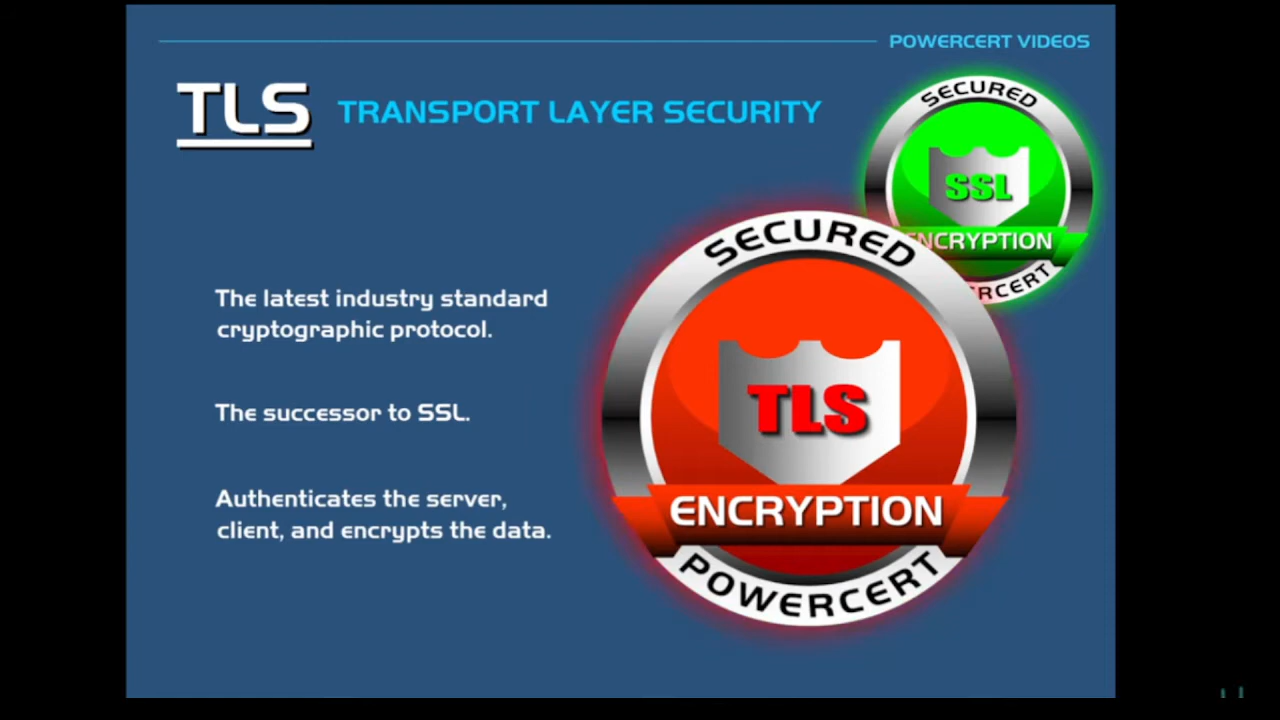 POWERCERT VIDEOS
TLS TRANSPORT LAYER SECURITY
SECURED
SSL
ENCRYPTION
RCERT
SECURED
TLS
ENCRYPTION
POWERCERT
The latest industry standard
cryptographic protocol.
The successor to SSL.
Authenticates the server,
client, and encrypts the data.